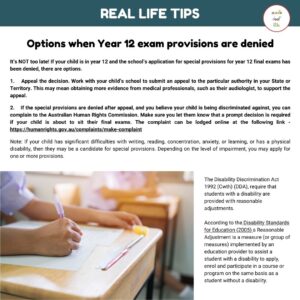 REAL LIFE TIPS
Options when Year 12 exam provisions are denied
It's NOT too late! If your child is in year 12 and the school's application for special provisions for year 12 final exams has
been denied, there are options.
1. Appeal the decision. Work with your child's school to submit an appeal to the particular authority in your State or
Territory. This may mean obtaining more evidence from medical professionals, such as their audiologist, to support the
appeal.
2. If the special provisions are denied after appeal, and you believe your child is being discriminated against, you can
complain to the Australian Human Rights Commission. Make sure you let them know that a prompt decision is required
if your child is about to sit their final exams. The complaint can be lodged online at the following link -
https://humanrights.gov.au/complaints/make-complaint
Note: If your child has significant difficulties with writing, reading, concentration, anxiety, or learning, or has a physical
disability, then they may be a candidate for special provisions. Depending on the level of impairment, you may apply for
one or more provisions.
The Disability Discrimination Act
1992 (Cwth) (DDA), require that
students with a disability are
provided with reasonable
adjustments.
According to the Disability Standards
for Education (2005) a Reasonable
Adjustment is a measure (or group of
measures) implemented by an
education provider to assist a
student with a disability to apply,
enrol and participate in a course or
program on the same basis as a
student without a disability.